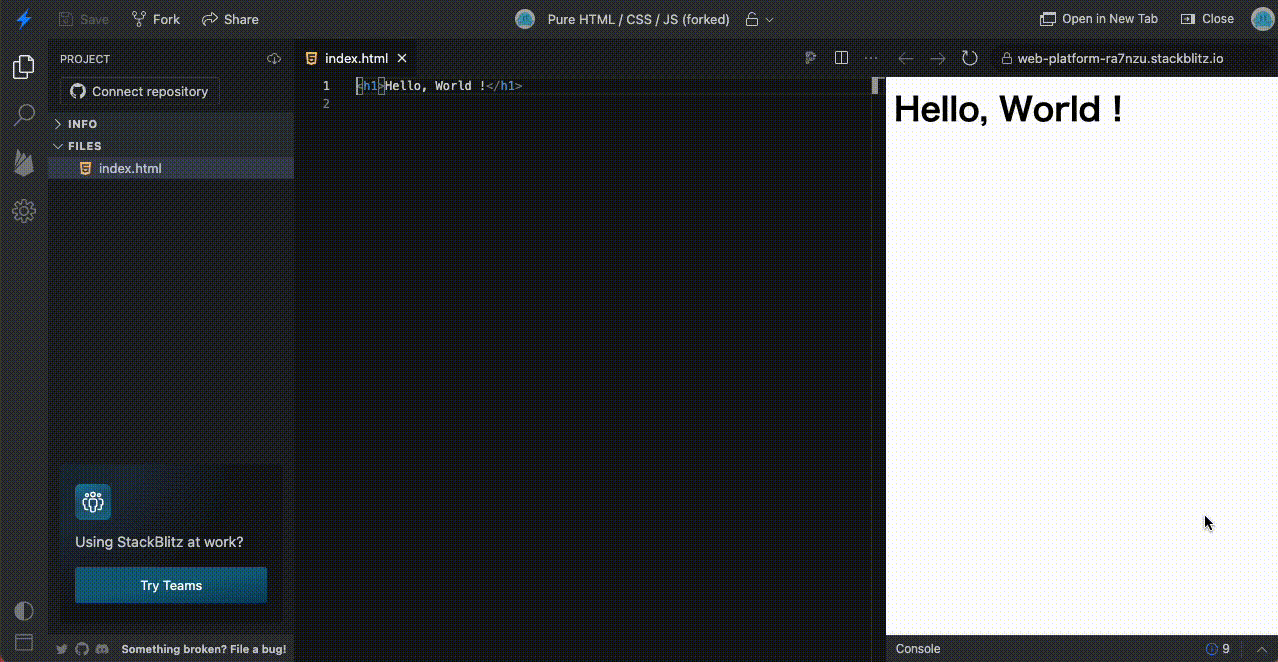 Save Fork Share Pure HTML / CSS / JS (forked) Open in New Tab Close
PROJECT
Connect repository
INFO
FILES
index.html
Using StackBlitz at work?
Try Teams
Something broken? File a bug!
index.html
1 <h1>Hello, World !</h1>
2
web-platform-ra7nzu.stackblitz.io
Hello, World !
Console 9